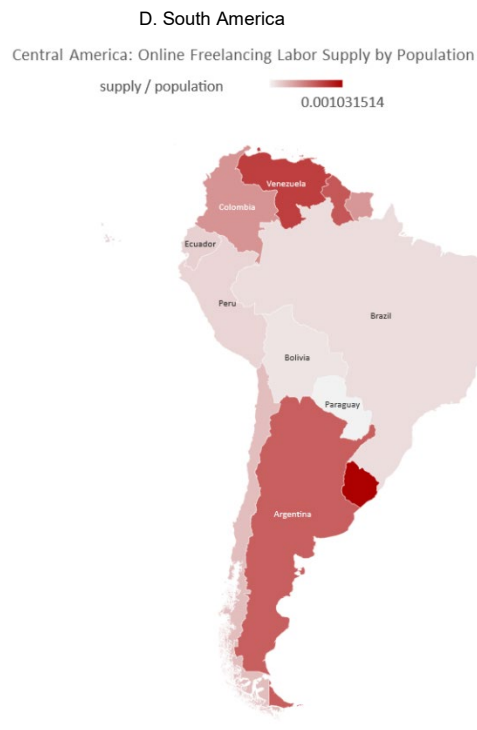 D. South America
Central America: Online Freelancing Labor Supply by Population
supply / population
0.001031514
Venezuela
Colombia
Ecuador
Peru
Brazil
Bolivia
Paraguay
Argentina